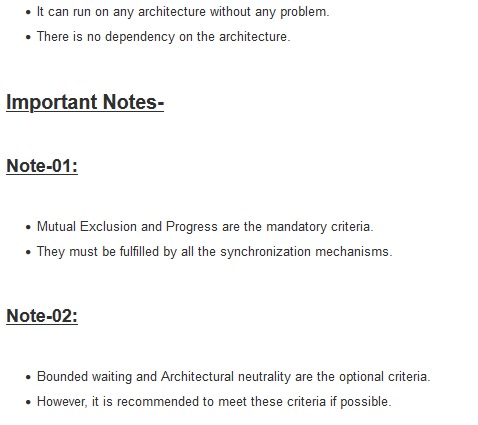 • It can run on any architecture without any problem.
• There is no dependency on the architecture.
Important Notes-
Note-01:
• Mutual Exclusion and Progress are the mandatory criteria.
• They must be fulfilled by all the synchronization mechanisms.
Note-02:
• Bounded waiting and Architectural neutrality are the optional criteria.
• However, it is recommended to meet these criteria if possible.